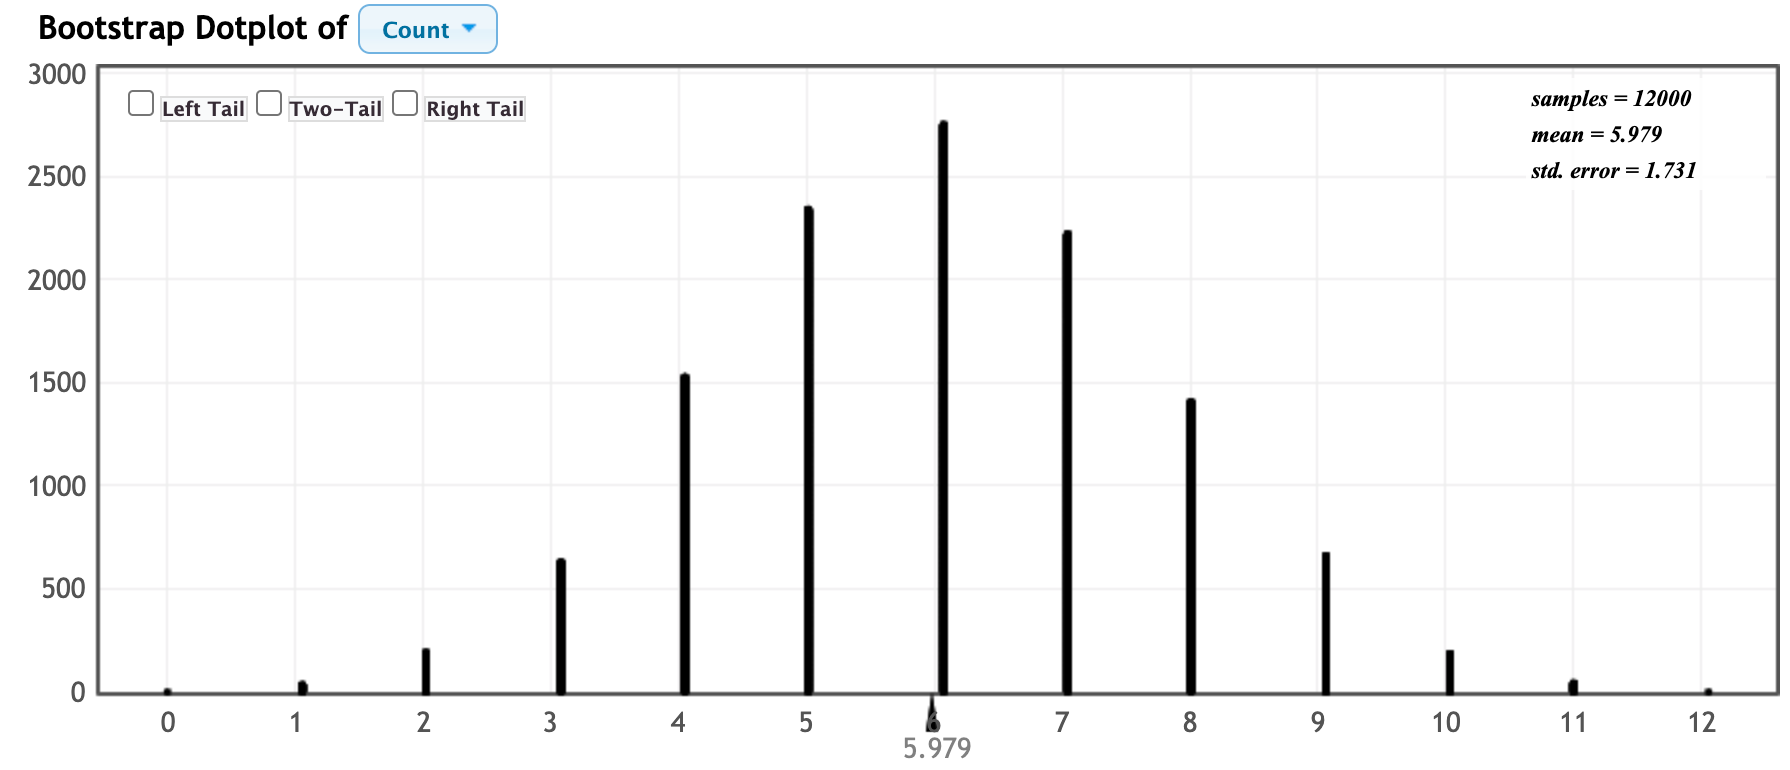 Bootstrap Dotplot of Count
3000
Left Tail Two-Tail Right Tail
samples = 12000
mean = 5.979
std. error = 1.731
2500
2000
1500
1000
500
0
0 1 2 3 4 5 6 7 8 9 10 11 12
5.979